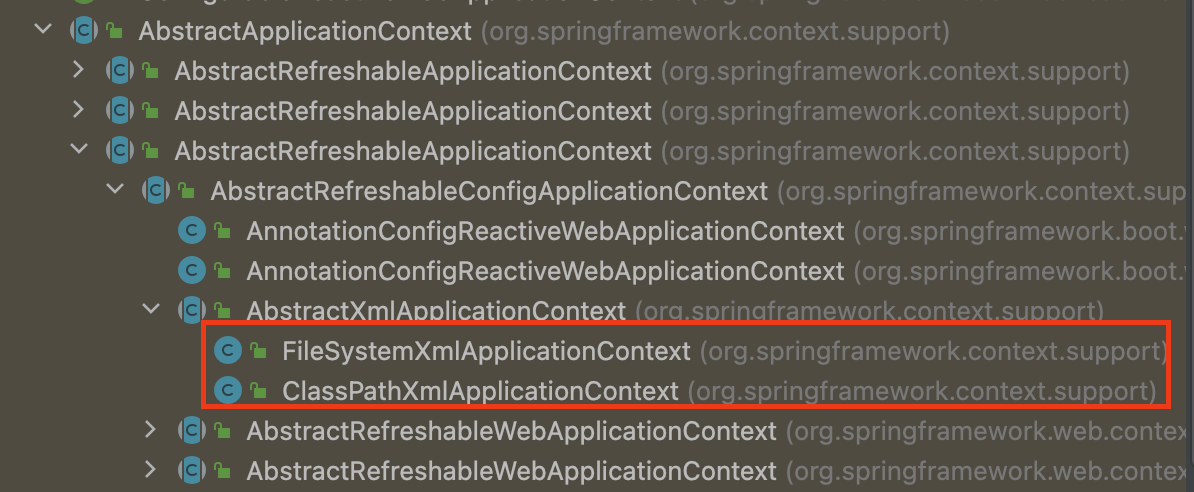 AbstractApplicationContext (org.springframework.context.support)
AbstractRefreshableApplicationContext (org.springframework.context.support)
AbstractRefreshableApplicationContext (org.springframework.context.support)
AbstractRefreshableApplicationContext (org.springframework.context.support)
AbstractRefreshableConfigApplicationContext (org.springframework.context.sup
AnnotationConfigReactiveWebApplicationContext (org.springframework.boot.
AnnotationConfigReactiveWebApplicationContext (org.springframework.boot.
AbstractXmlApplicationContext (org.springframework.context.support)
FileSystemXmlApplicationContext (org.springframework.context.support)
ClassPathXmlApplicationContext (org.springframework.context.support)
AbstractRefreshableWebApplicationContext (org.springframework.web.contex
AbstractRefreshableWebApplicationContext (org.springframework.web.contex